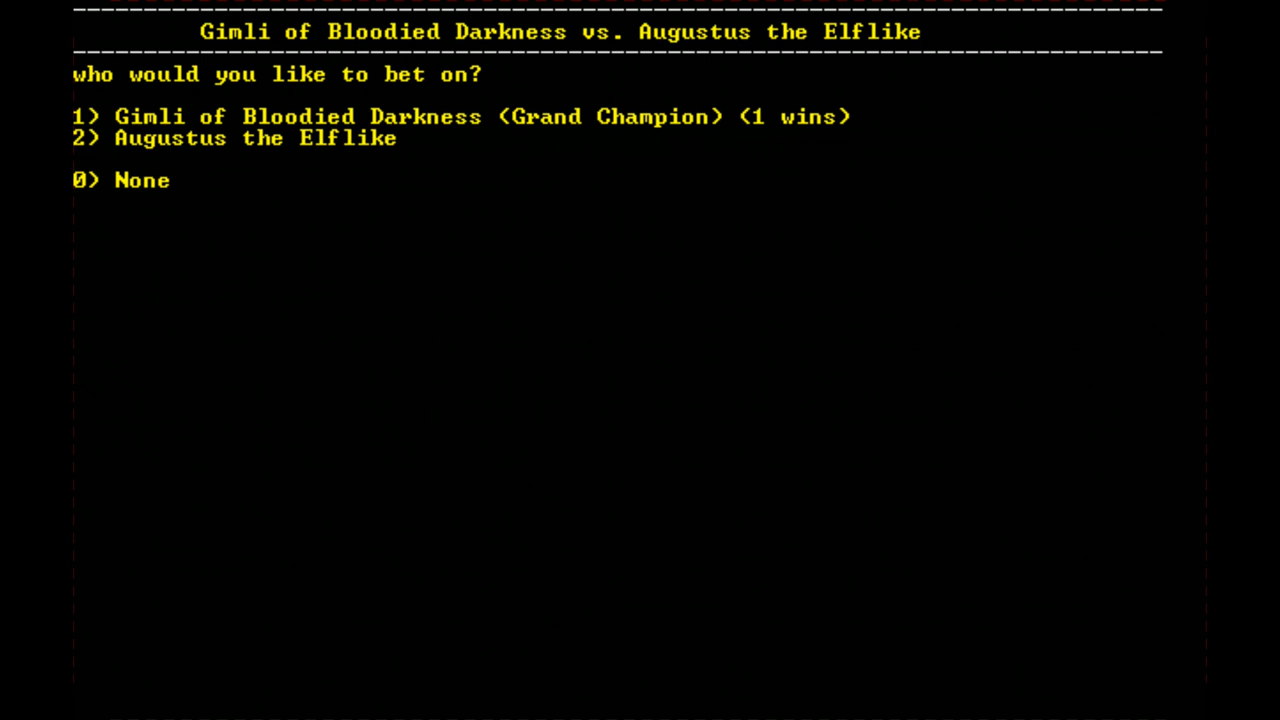 Gimli of Bloodied Darkness vs. Augustus the Elflike
who would you like to bet on?
1) Gimli of Bloodied Darkness (Grand Champion) (1 wins)
2) Augustus the Elflike
0) None